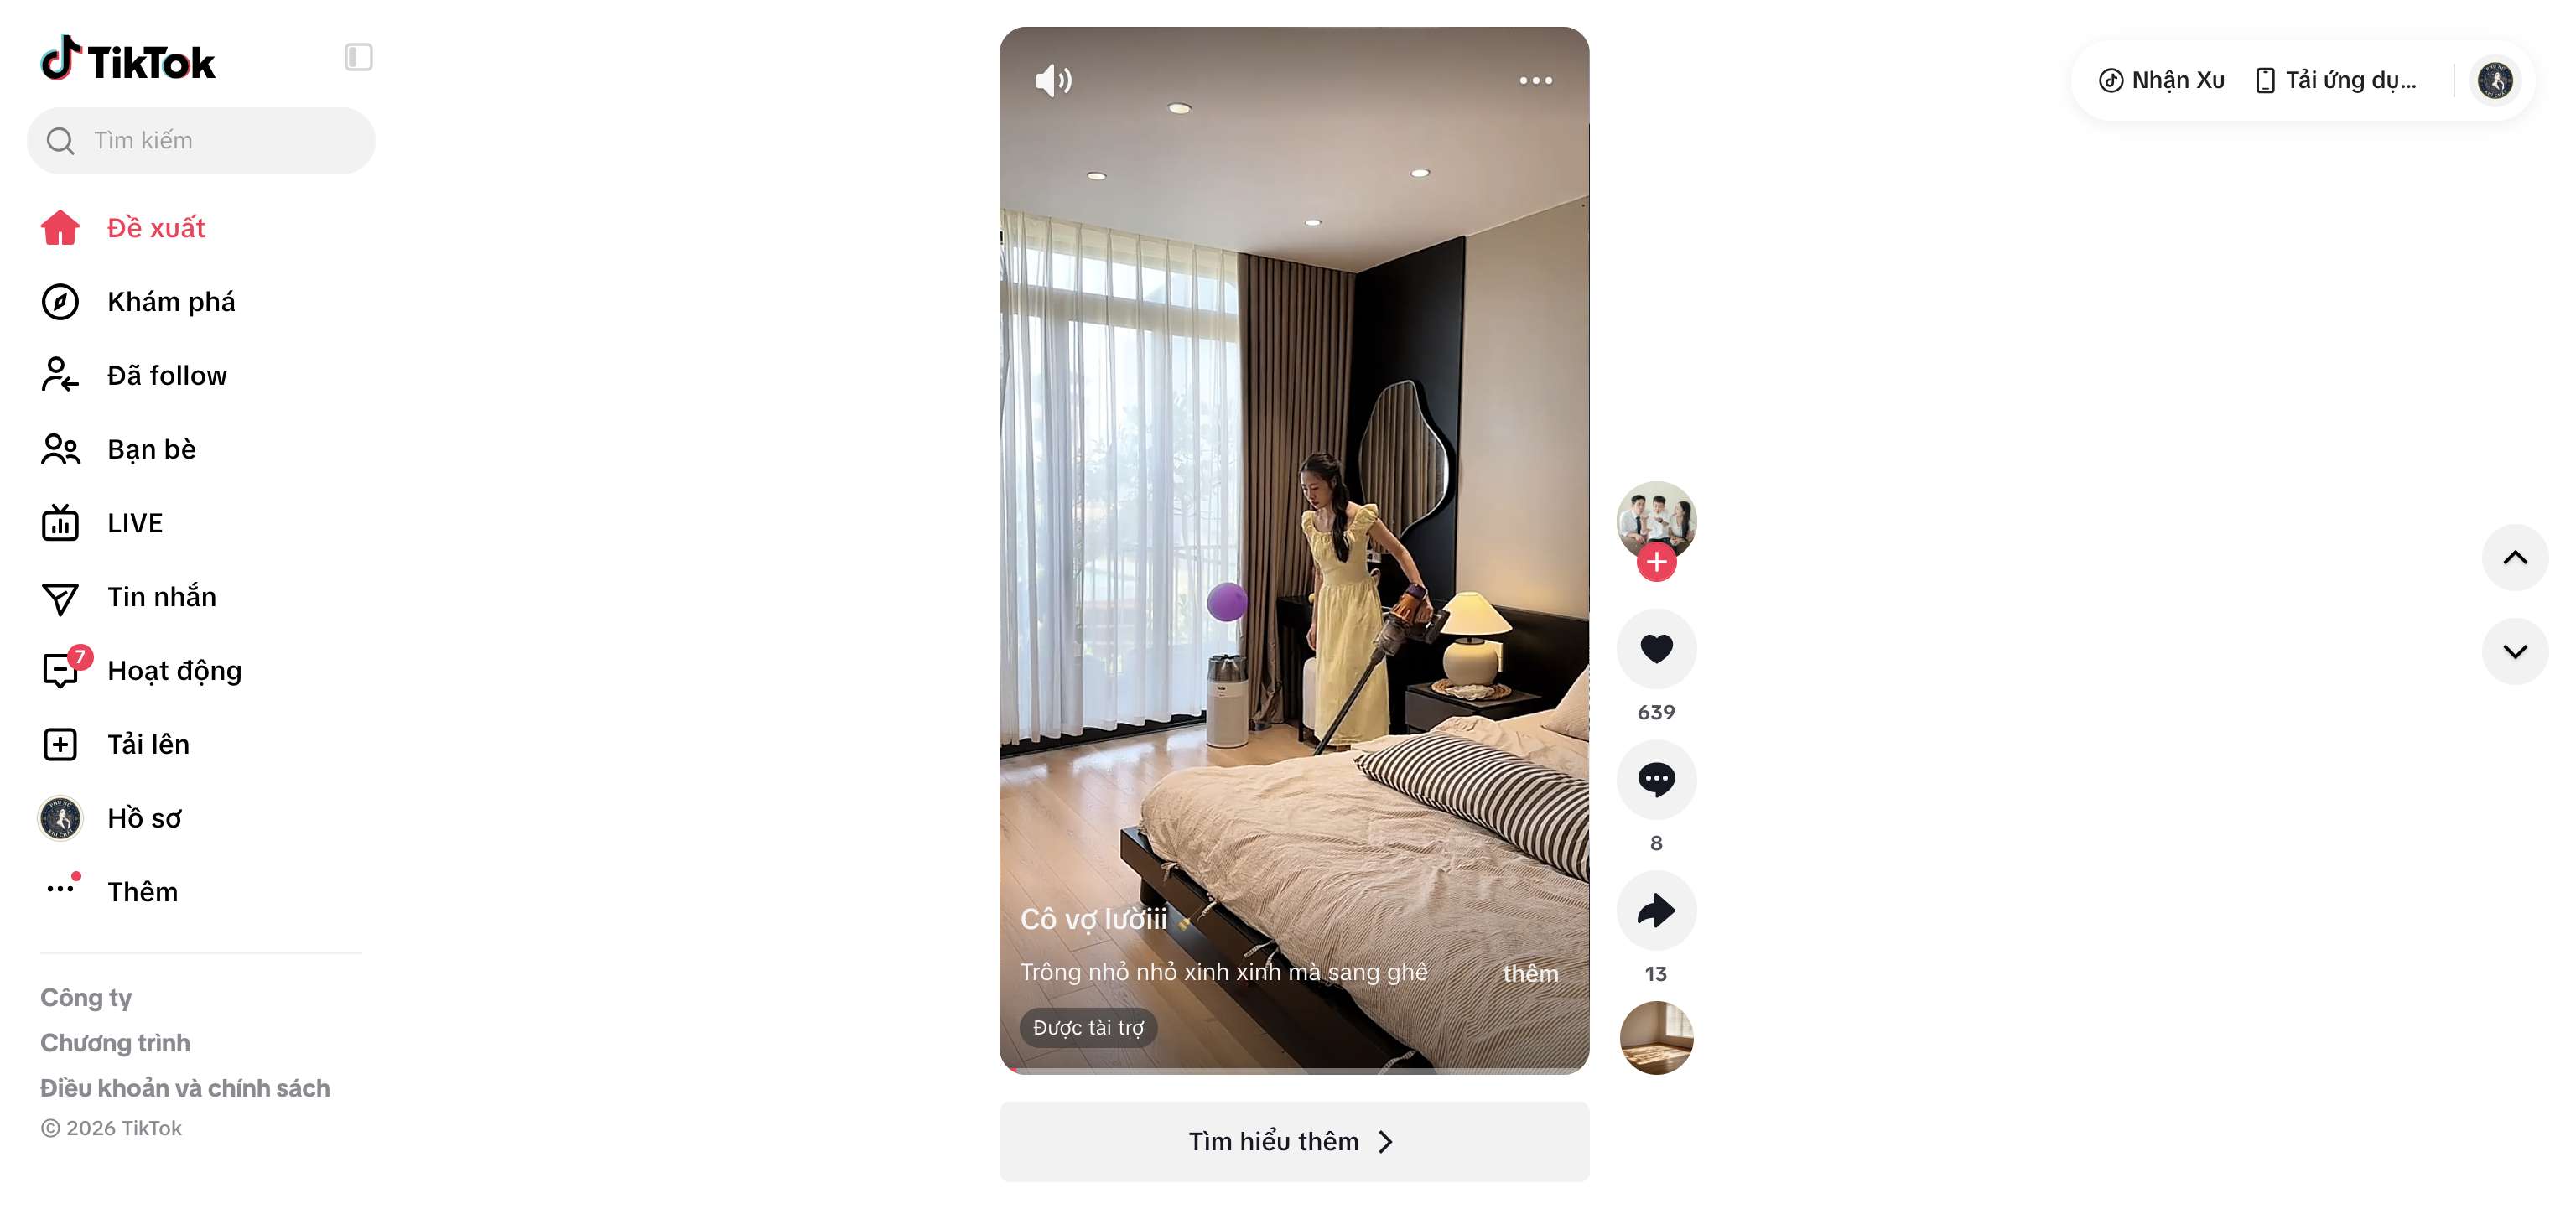 TikTok
Tìm kiếm
Đề xuất
Khám phá
Đã follow
Bạn bè
LIVE
Tin nhắn
7
Hoạt động
Tải lên
Hồ sơ
Thêm
Công ty
Chương trình
Điều khoản và chính sách
© 2026 TikTok
Cô vợ lườiii
Trông nhỏ nhỏ xinh xinh mà sang ghê
thêm
Được tài trợ
Tìm hiểu thêm
639
8
13
Nhận Xu
Tải ứng dụ...